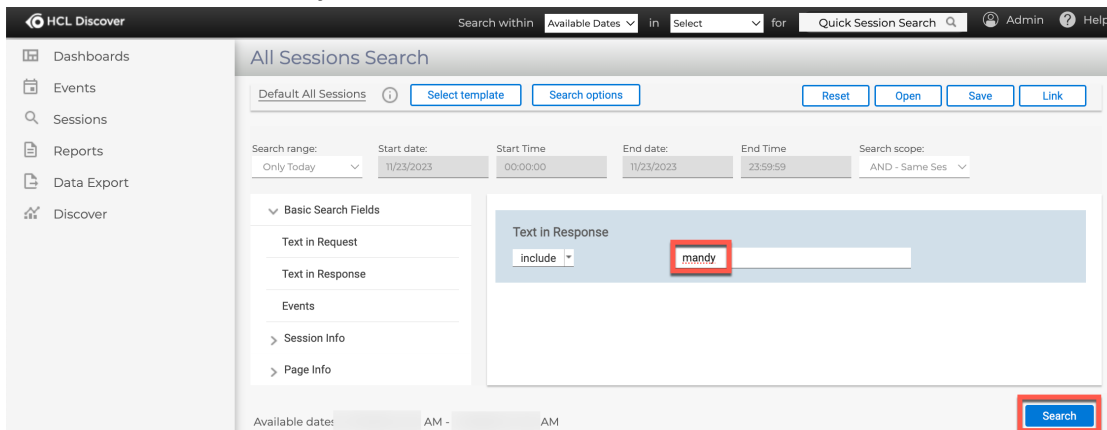 HCL Discover
Search within Available Dates in Select for Quick Session Search Admin Help
Dashboards
Events
Sessions
Reports
Data Export
Discover
All Sessions Search
Default All Sessions Select template Search options Reset Open Save Link
Search range: Start date: Start Time End date: End Time Search scope:
Only Today 11/23/2023 00:00:00 11/23/2023 23:59:59 AND - Same Ses
Basic Search Fields
Text in Request
Text in Response
Events
Session Info
Page Info
Text in Response
include mandy
Available dates AM - AM
Search